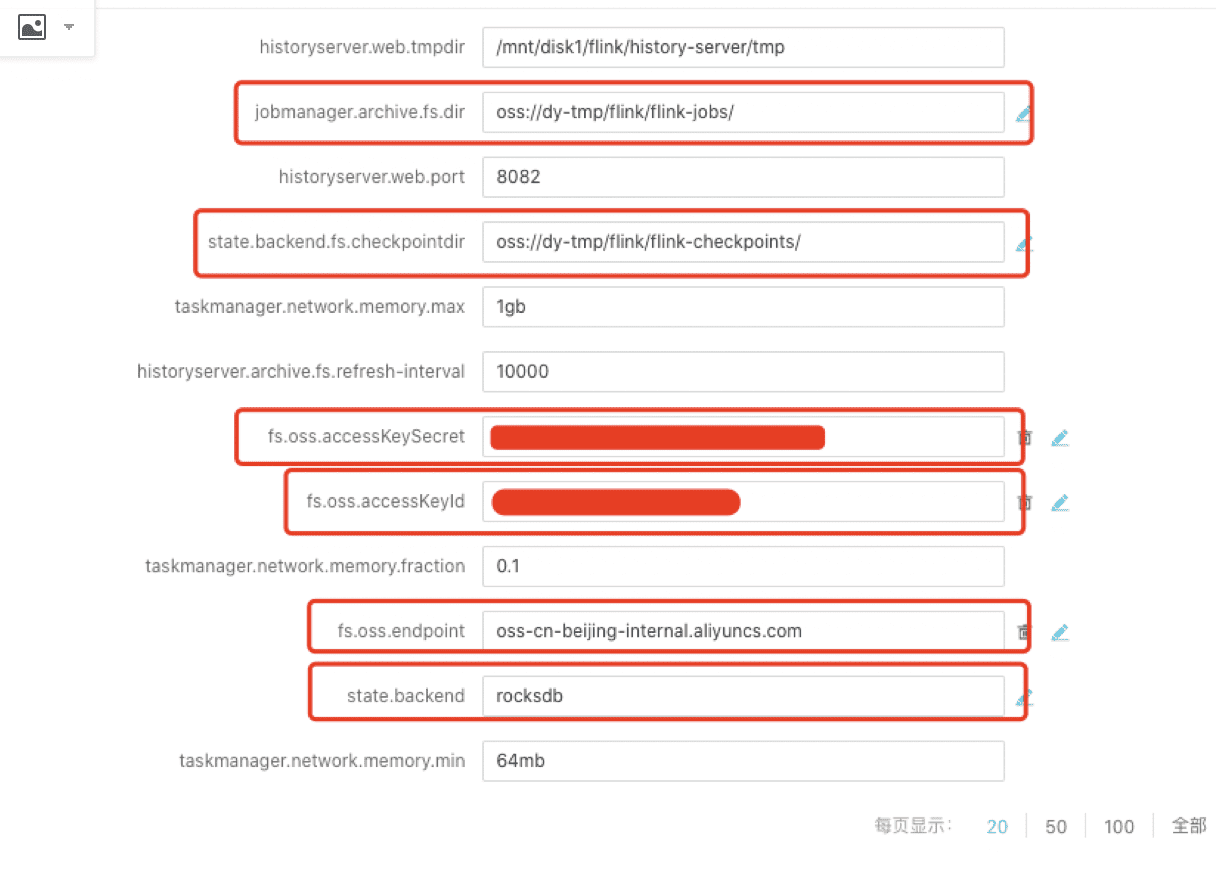 historyserver.web.tmpdir /mnt/disk1/flink/history-server/tmp
jobmanager.archive.fs.dir oss://dy-tmp/flink/flink-jobs/
historyserver.web.port 8082
state.backend.fs.checkpointdir oss://dy-tmp/flink/flink-checkpoints/
taskmanager.network.memory.max 1gb
historyserver.archive.fs.refresh-interval 10000
fs.oss.accessKeySecret
fs.oss.accessKeyId
taskmanager.network.memory.fraction 0.1
fs.oss.endpoint oss-cn-beijing-internal.aliyuncs.com
state.backend rocksdb
taskmanager.network.memory.min 64mb
每页显示: 20 50 100 全部